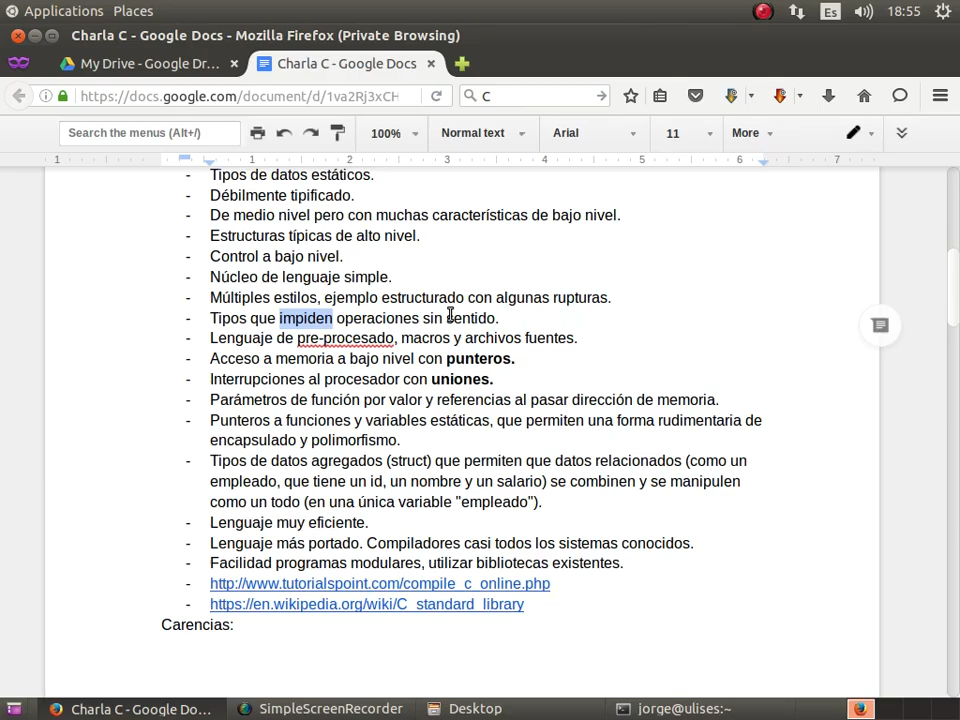 Applications Places
Es
18:55
Charla C - Google Docs - Mozilla Firefox (Private Browsing)
My Drive - Google Dr...
Charla C - Google Docs
https://docs.google.com/document/d/1va2Rj3xCH
C
Search the menus (Alt+/)
100%
Normal text
Arial
11
More
1 1 2 3 4 5 6 7
- Tipos de datos estáticos.
- Débilmente tipificado.
- De medio nivel pero con muchas características de bajo nivel.
- Estructuras típicas de alto nivel.
- Control a bajo nivel.
- Núcleo de lenguaje simple.
- Múltiples estilos, ejemplo estructurado con algunas rupturas.
- Tipos que impiden operaciones sin sentido.
- Lenguaje de pre-procesado, macros y archivos fuentes.
- Acceso a memoria a bajo nivel con punteros.
- Interrupciones al procesador con uniones.
- Parámetros de función por valor y referencias al pasar dirección de memoria.
- Punteros a funciones y variables estáticas, que permiten una forma rudimentaria de
encapsulado y polimorfismo.
- Tipos de datos agregados (struct) que permiten que datos relacionados (como un
empleado, que tiene un id, un nombre y un salario) se combinen y se manipulen
como un todo (en una única variable "empleado").
- Lenguaje muy eficiente.
- Lenguaje más portado. Compiladores casi todos los sistemas conocidos.
- Facilidad programas modulares, utilizar bibliotecas existentes.
- http://www.tutorialspoint.com/compile_c_online.php
- https://en.wikipedia.org/wiki/C_standard_library
Carencias:
Charla C - Google Do...
SimpleScreenRecorder
Desktop
jorge@ulises:~